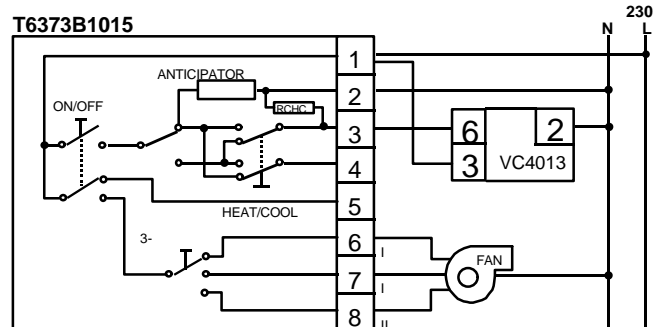 230
T6373B1015
N L
1
ANTICIPATOR
2
ON/OFF
RCHC
3
6 2
VC4013
3
4
5
HEAT/COOL
3-
6
I
FAN
7
I
8
II